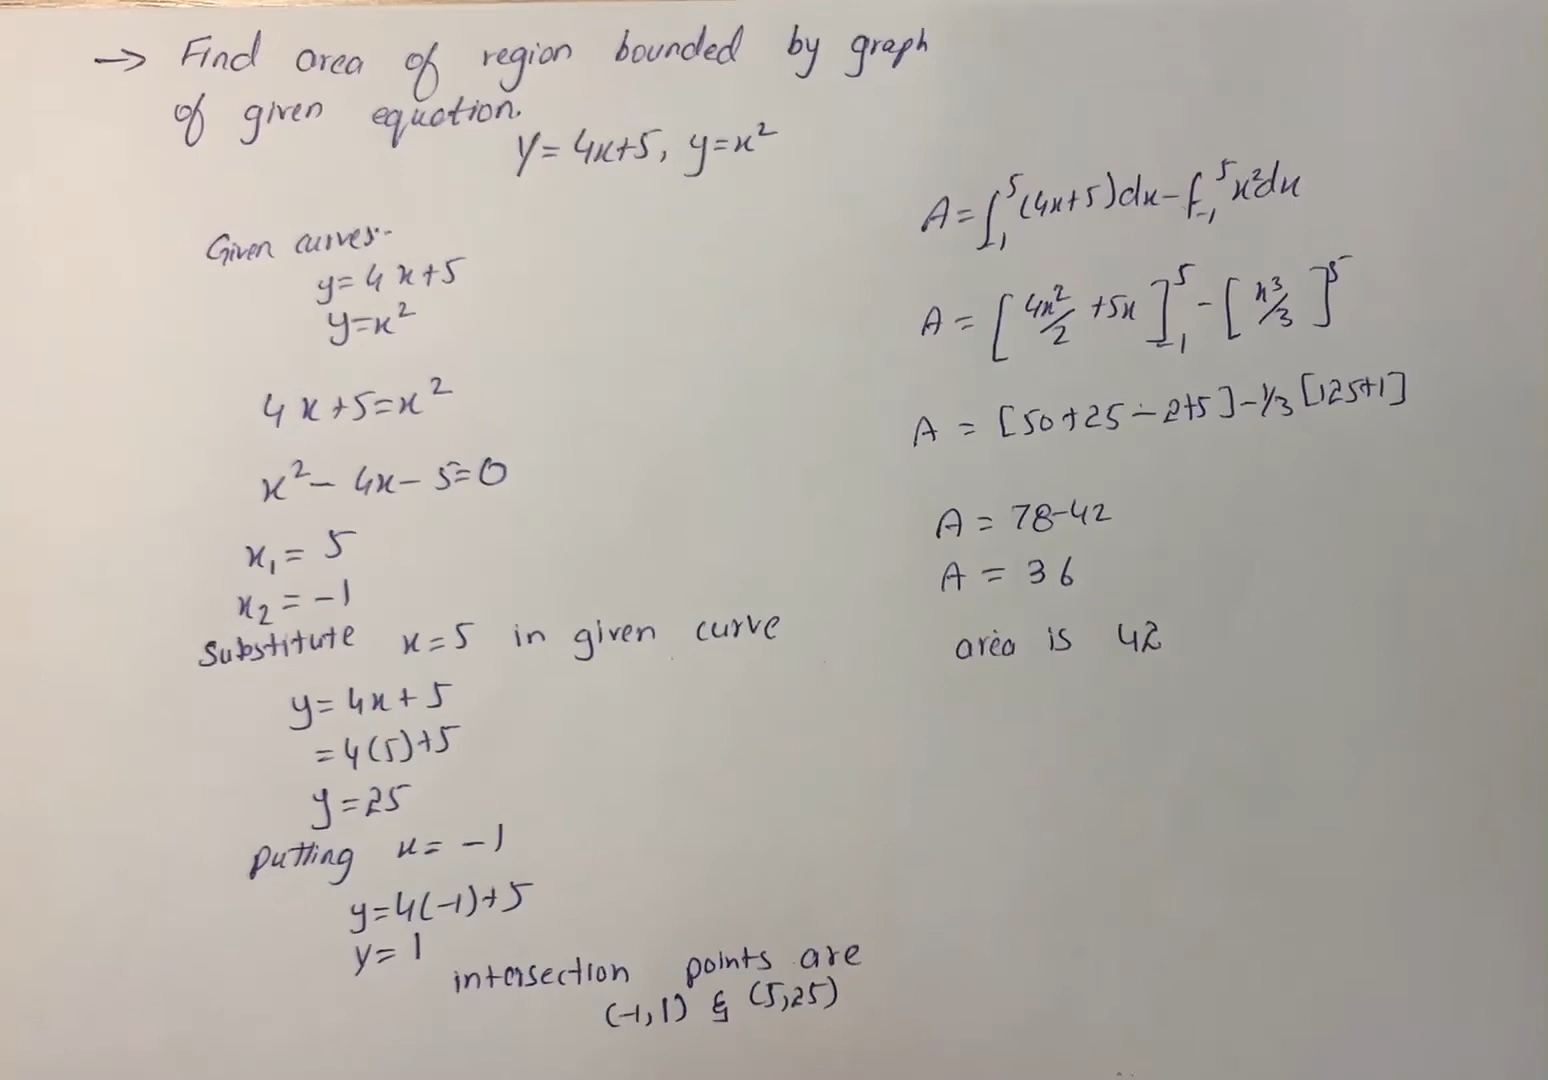 → Find area of region bounded by graph
of given equation.
y = 4x+5, y=x²
Given curves:-
y= 4x+5
y=x²
4x+5=x²
x²- 4x- 5=0
x₁ = 5
x₂ = -1
Substitute x=5 in given curve
y= 4x+5
=4(5)+5
y=25
Putting x= -1
y=4(-1)+5
y= 1
intersection points are
(-1,1) & (5,25)
A=∫₋₁⁵(4x+5)dx-∫₋₁⁵x²dx
A = [4x²/2 +5x]₋₁⁵-[x³/3]⁵
A = [50+25-2+5]-1/3[125+1]
A = 78-42
A = 36
area is 42